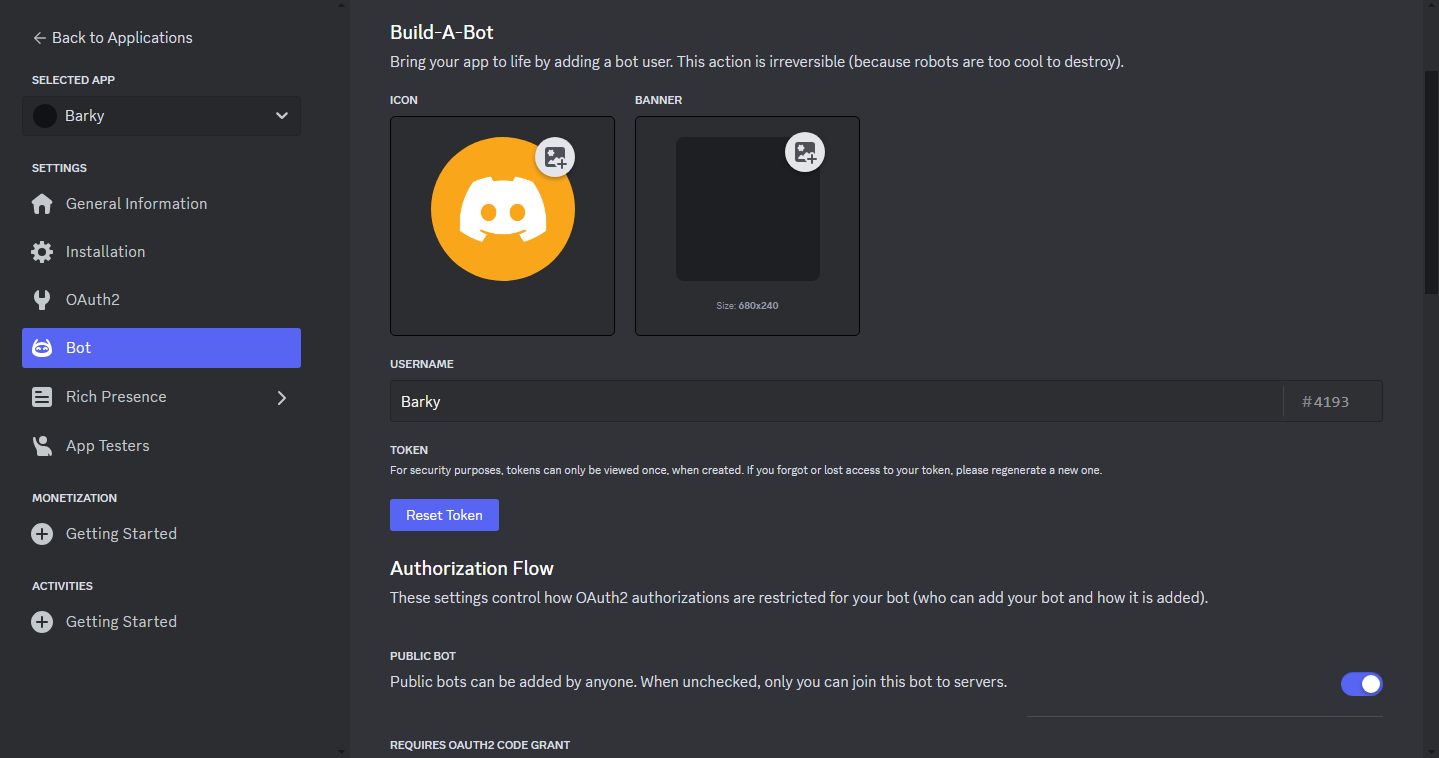 Back to Applications
SELECTED APP
Barky
SETTINGS
General Information
Installation
OAuth2
Bot
Rich Presence
App Testers
MONETIZATION
Getting Started
ACTIVITIES
Getting Started
Build-A-Bot
Bring your app to life by adding a bot user. This action is irreversible (because robots are too cool to destroy).
ICON
BANNER
Size: 680x240
USERNAME
Barky
#4193
TOKEN
For security purposes, tokens can only be viewed once, when created. If you forgot or lost access to your token, please regenerate a new one.
Reset Token
Authorization Flow
These settings control how OAuth2 authorizations are restricted for your bot (who can add your bot and how it is added).
PUBLIC BOT
Public bots can be added by anyone. When unchecked, only you can join this bot to servers.
REQUIRES OAUTH2 CODE GRANT